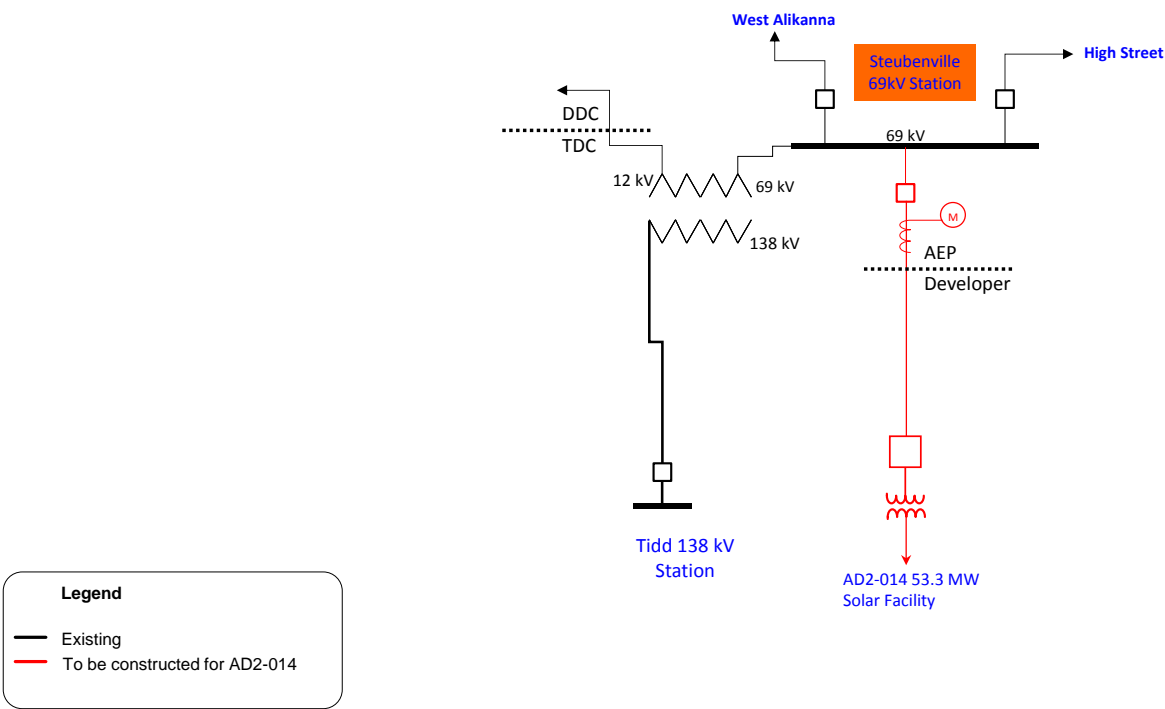 West Alikanna
Steubenville
69kV Station
High Street
DDC
TDC
69 kV
12 kV
69 kV
138 kV
M
AEP
Developer
Tidd 138 kV
Station
AD2-014 53.3 MW
Solar Facility
Legend
Existing
To be constructed for AD2-014